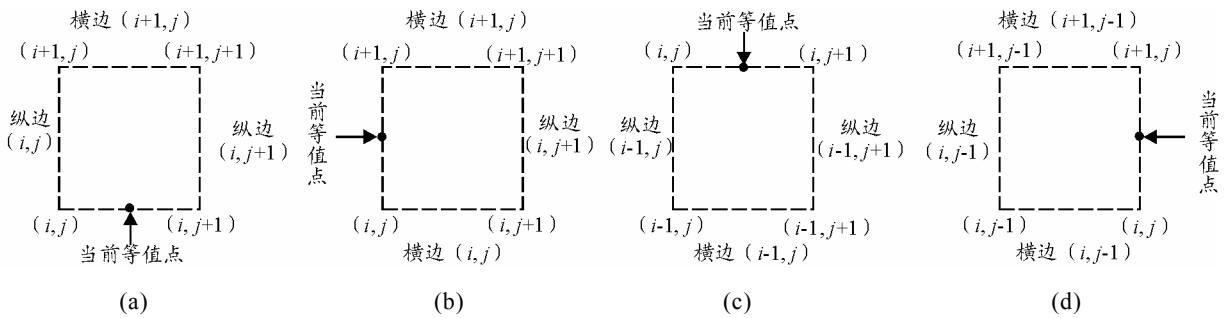 横边（i+1, j）
（i+1, j）
（i+1, j+1）
纵边
（i, j）
纵边
（i, j+1）
（i, j）
（i, j+1）
当前等值点
(a)
横边（i+1, j）
（i+1, j）
（i+1, j+1）
当前等值点
纵边
（i, j+1）
（i, j）
（i, j+1）
横边（i, j）
(b)
当前等值点
（i, j）
（i, j+1）
纵边
（i-1, j）
纵边
（i-1, j+1）
（i-1, j）
（i-1, j+1）
横边（i-1, j）
(c)
横边（i+1, j-1）
（i+1, j-1）
（i+1, j）
纵边
（i, j-1）
当前等值点
（i, j-1）
（i, j）
横边（i, j-1）
(d)